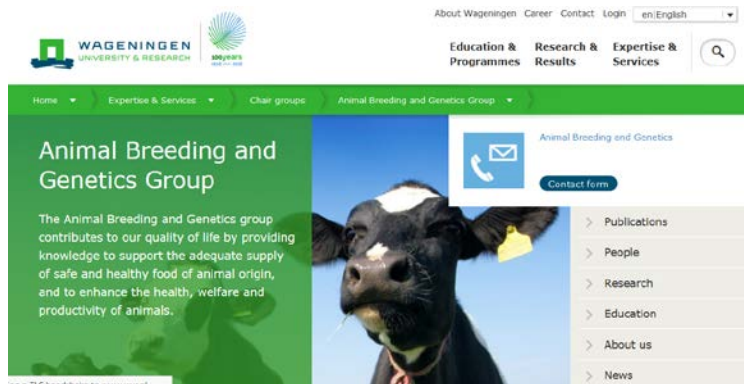 About Wageningen Career Contact Login en|English
WAGENINGEN
UNIVERSITY & RESEARCH
100years
Education &
Programmes
Research &
Results
Expertise &
Services
Home Expertise & Services Chair groups Animal Breeding and Genetics Group
Animal Breeding and
Genetics Group
The Animal Breeding and Genetics group
contributes to our quality of life by providing
knowledge to support the adequate supply
of safe and healthy food of animal origin,
and to enhance the health, welfare and
productivity of animals.
Animal Breeding and Genetics
Contact form
Publications
People
Research
Education
About us
News